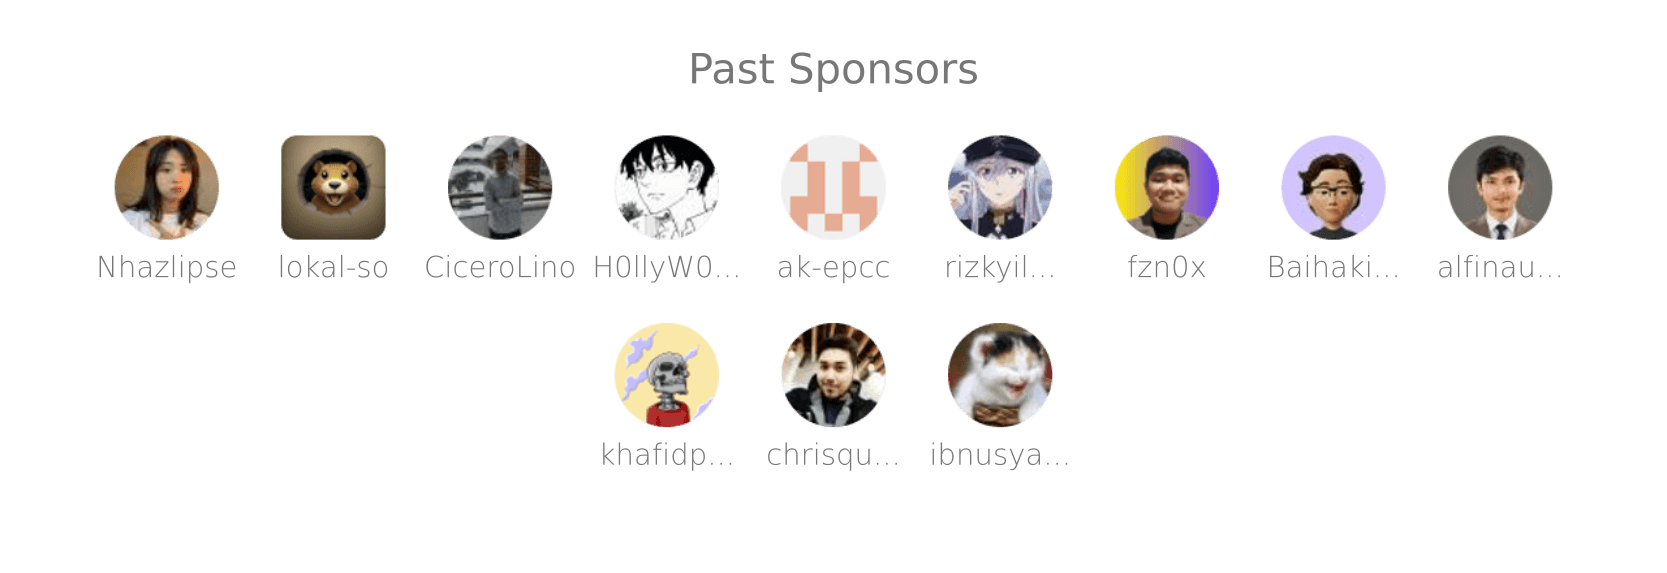 Past Sponsors
Nhazlipse lokal-so CiceroLino H0llyW0... ak-epcc rizkyil... fzn0x Baihaki... alfinau...
khafidp... chrisqu... ibnusya...